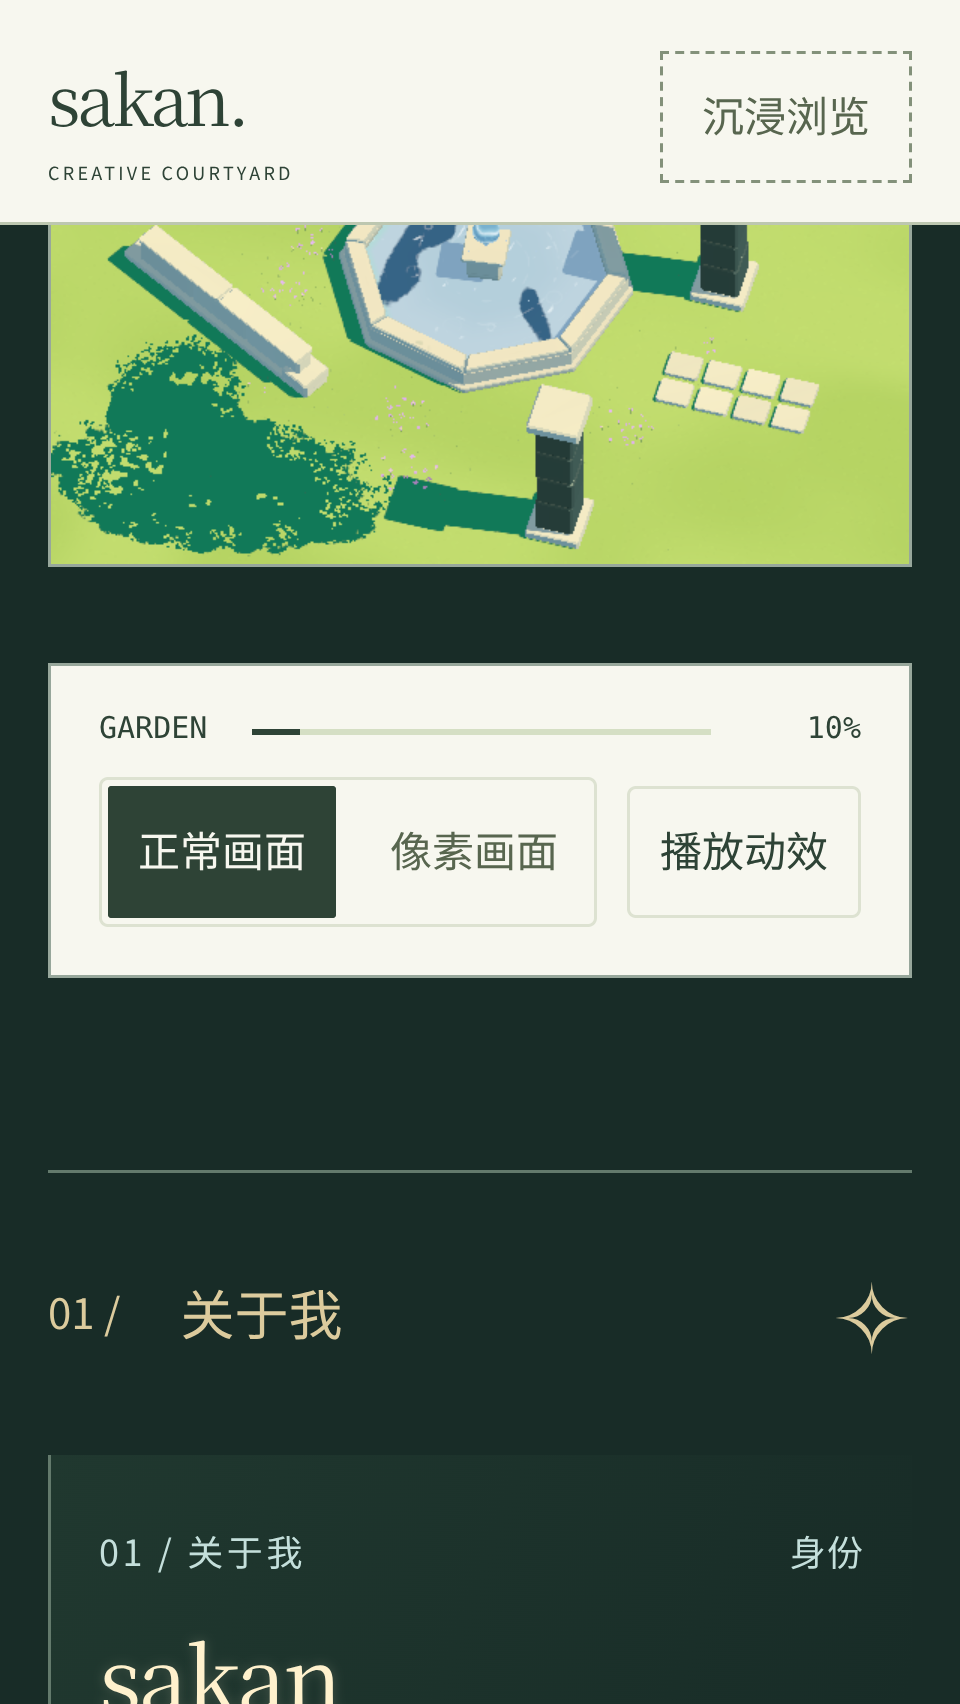 sakan.
CREATIVE COURTYARD
沉浸浏览
GARDEN 10%
正常画面 像素画面 播放动效
01 / 关于我
01 / 关于我 身份
sakan